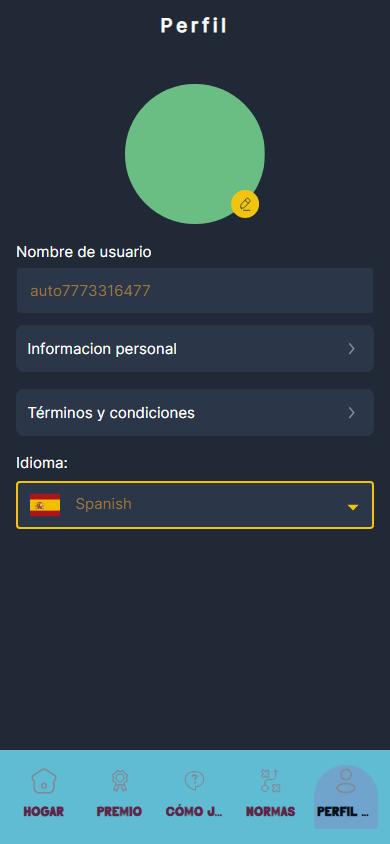 Perfil
Nombre de usuario
auto7773316477
Informacion personal
Términos y condiciones
Idioma:
Spanish
HOGAR
PREMIO
CÓMO J...
NORMAS
PERFIL ...